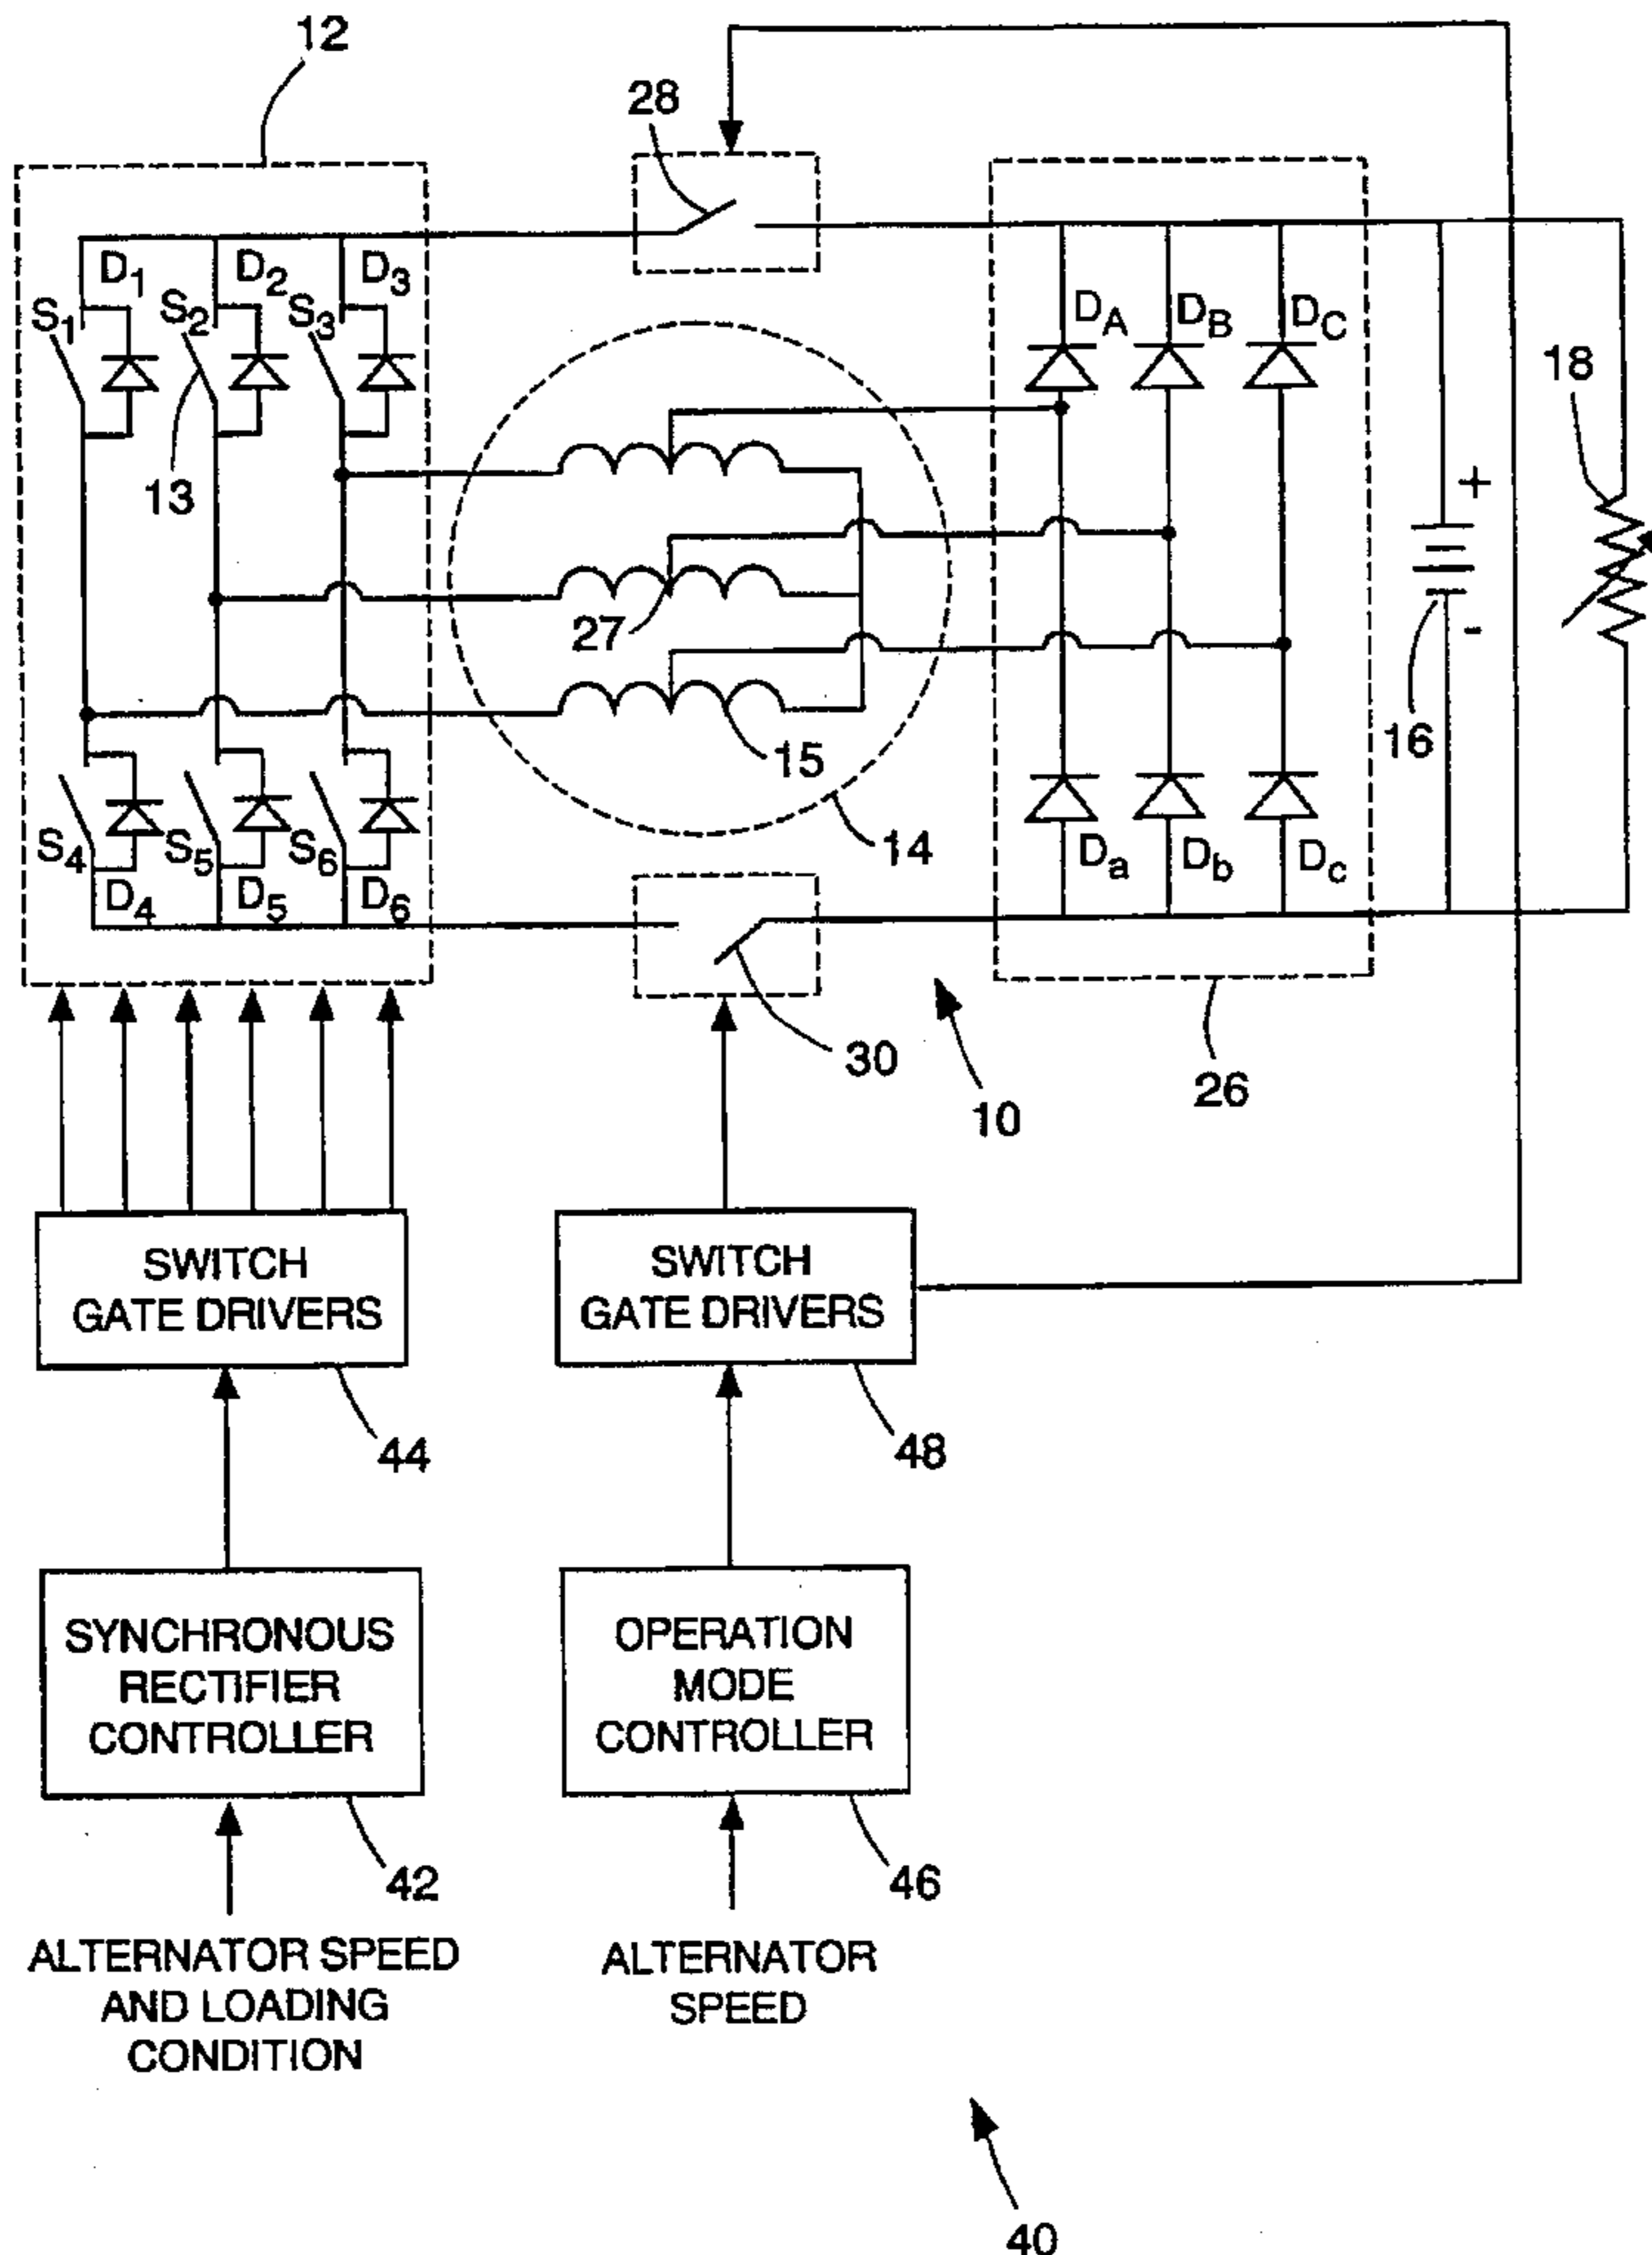 12
28
D1
D2
D3
S1
S2
S3
DA
DB
DC
18
13
+
27
16
-
15
14
S4
S5
S6
D4
D5
D6
Da
Db
Dc
30
10
26
SWITCH
GATE DRIVERS
SWITCH
GATE DRIVERS
44
48
SYNCHRONOUS
RECTIFIER
CONTROLLER
OPERATION
MODE
CONTROLLER
42
46
ALTERNATOR SPEED
AND LOADING
CONDITION
ALTERNATOR
SPEED
40